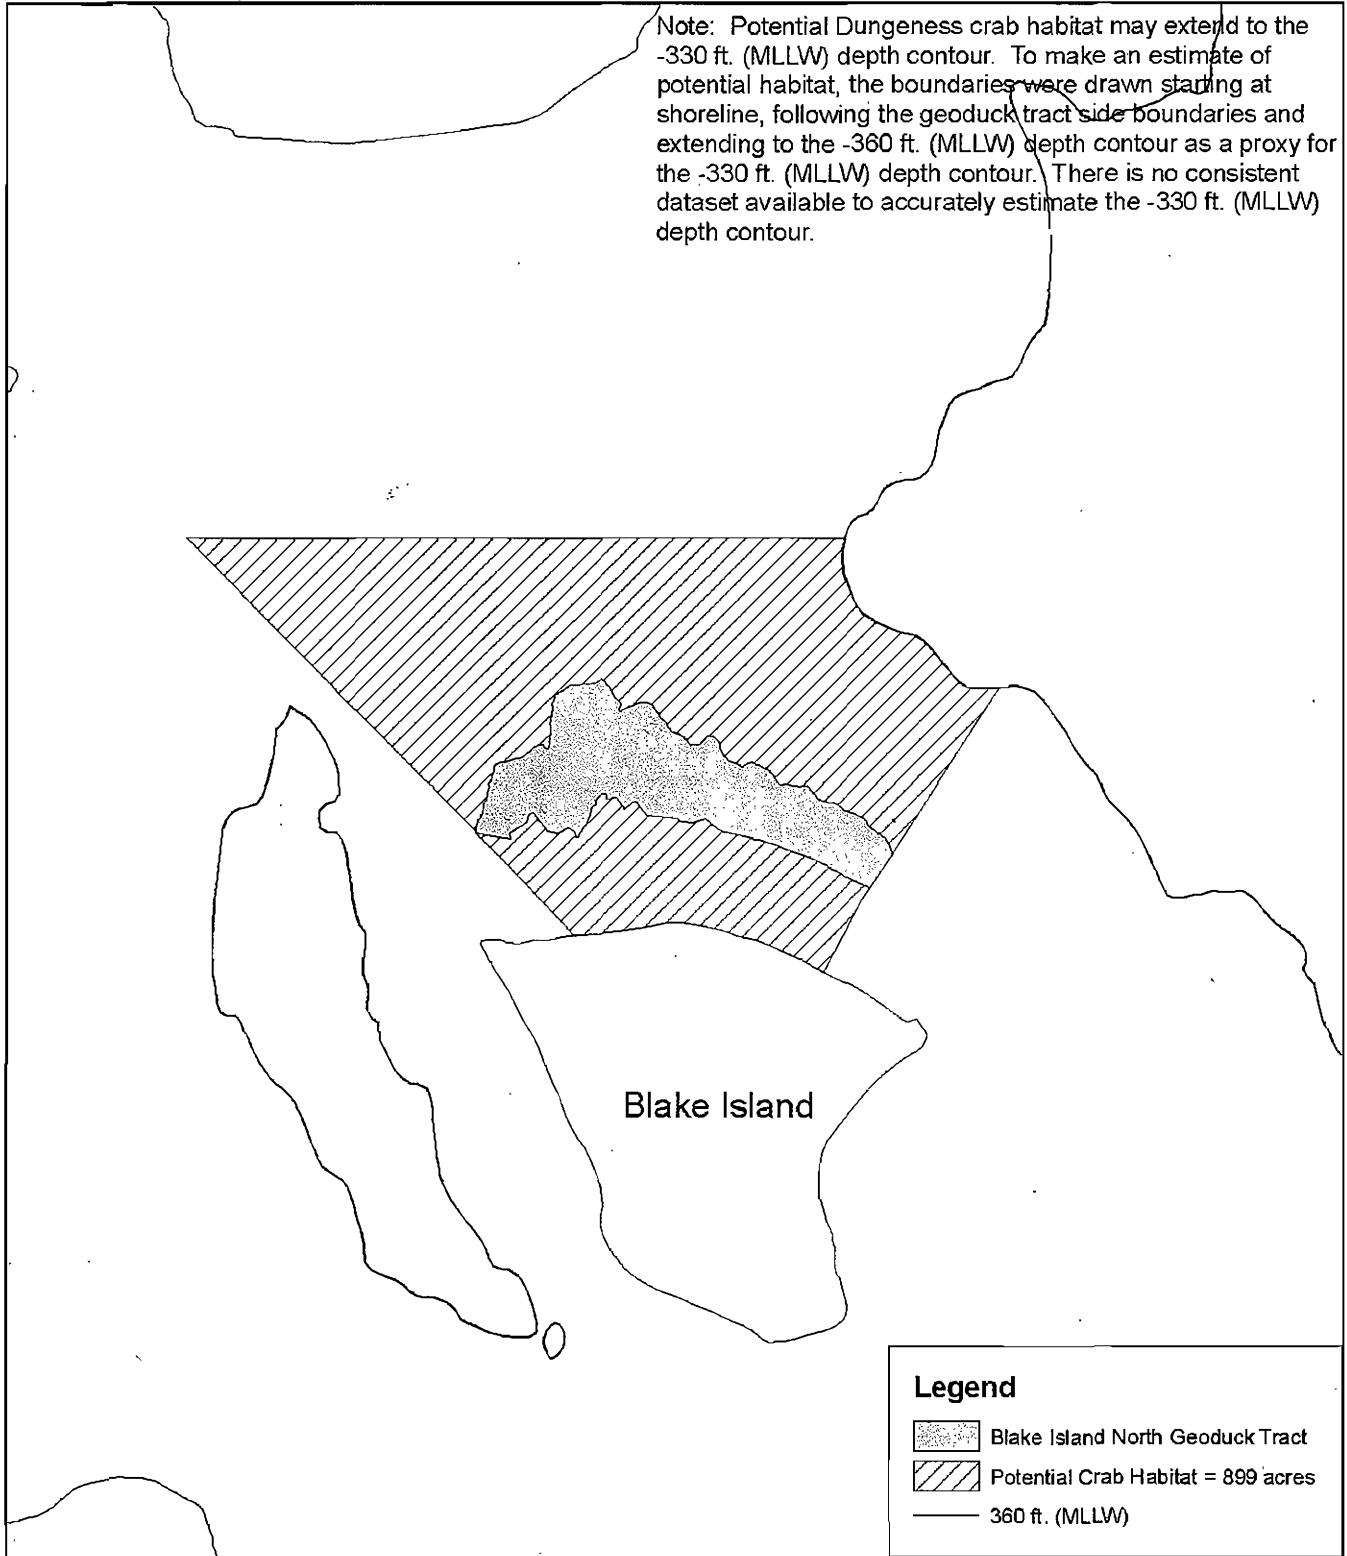 Note: Potential Dungeness crab habitat may extend to the
-330 ft. (MLLW) depth contour. To make an estimate of
potential habitat, the boundaries were drawn starting at
shoreline, following the geoduck tract side boundaries and
extending to the -360 ft. (MLLW) depth contour as a proxy for
the -330 ft. (MLLW) depth contour. There is no consistent
dataset available to accurately estimate the -330 ft. (MLLW)
depth contour.
Blake Island
Legend
Blake Island North Geoduck Tract
Potential Crab Habitat = 899 acres
360 ft. (MLLW)